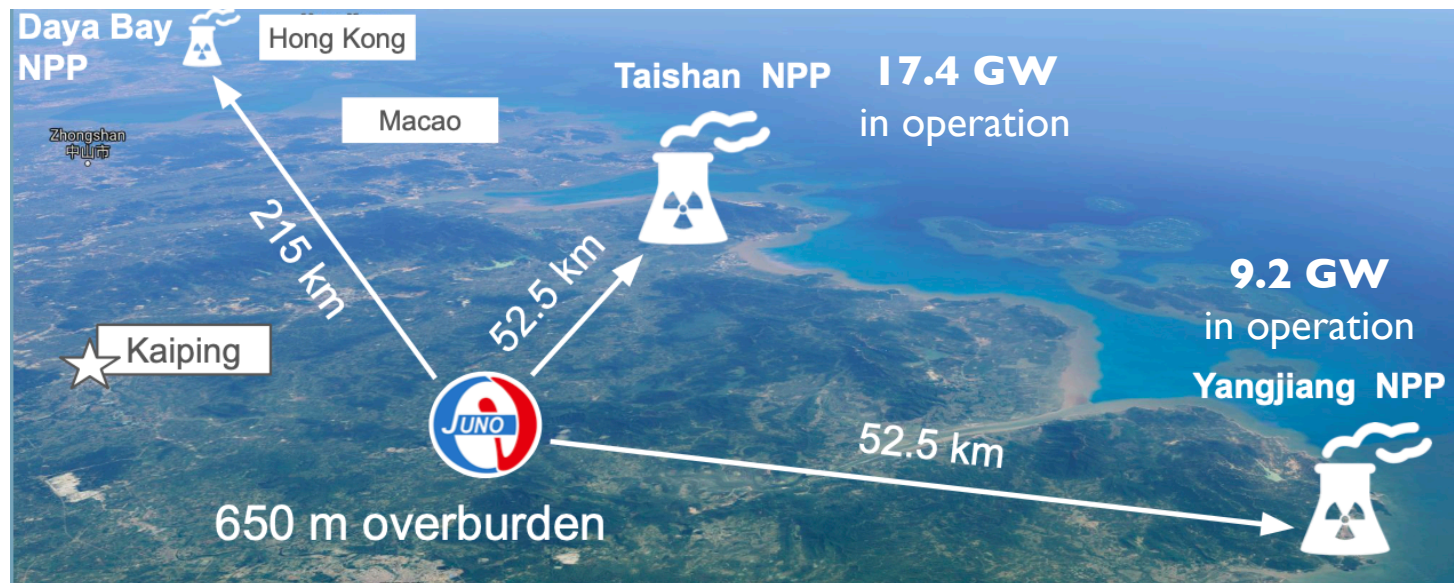 Daya Bay
NPP
Hong Kong
Taishan NPP
17.4 GW
in operation
Macao
Zhongshan
中山市
215 km
52.5 km
9.2 GW
in operation
Kaiping
Yangjiang NPP
JUNO
52.5 km
650 m overburden